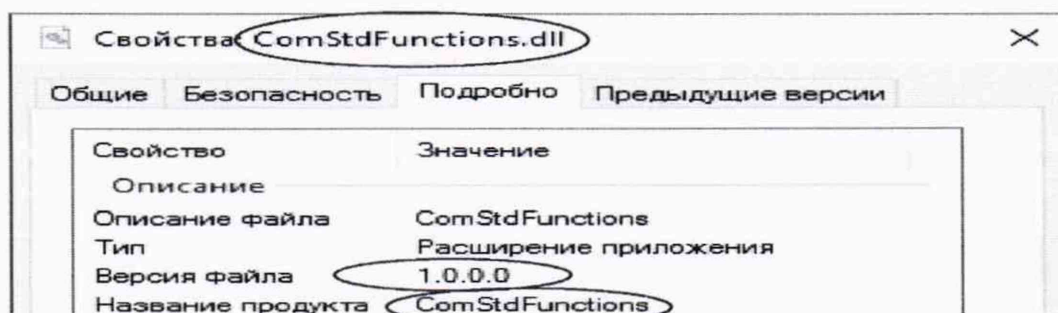 Свойства: ComStdFunctions.dll
Общие Безопасность Подробно Предыдущие версии
Свойство Значение
Описание
Описание файла ComStdFunctions
Тип Расширение приложения
Версия файла 1.0.0.0
Название продукта ComStdFunctions